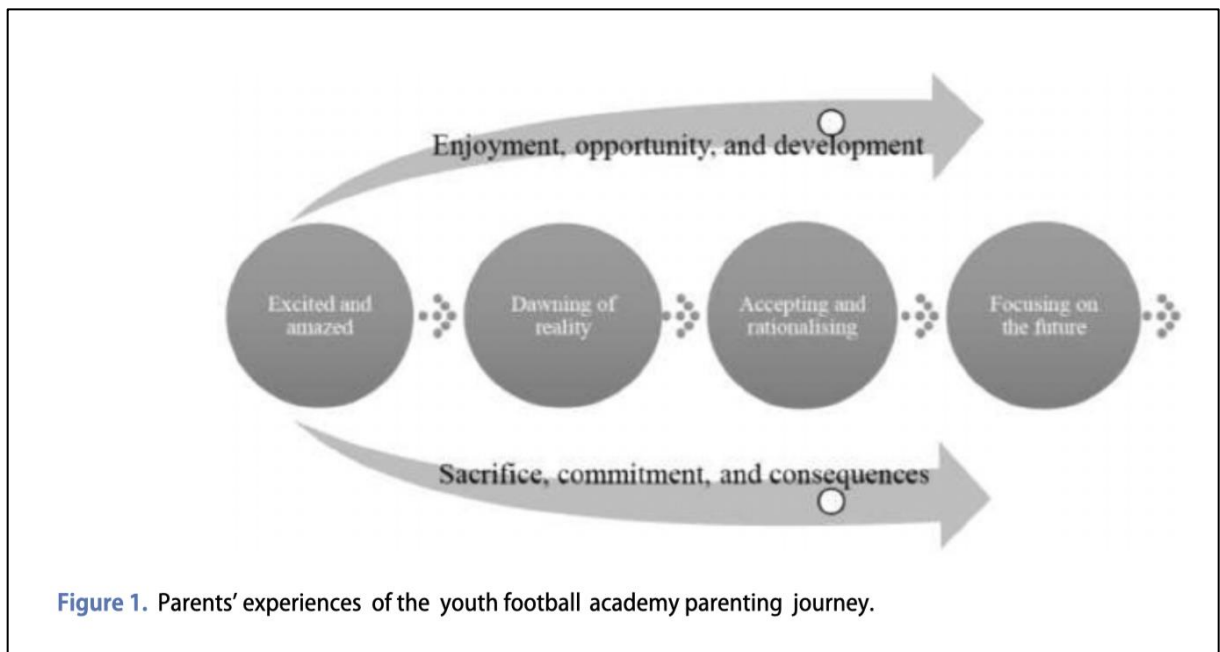 Enjoyment, opportunity, and development
Excited and
amazed
Dawning of
reality
Accepting and
rationalising
Focusing on
the future
Sacrifice, commitment, and consequences
Figure 1. Parents' experiences of the youth football academy parenting journey.